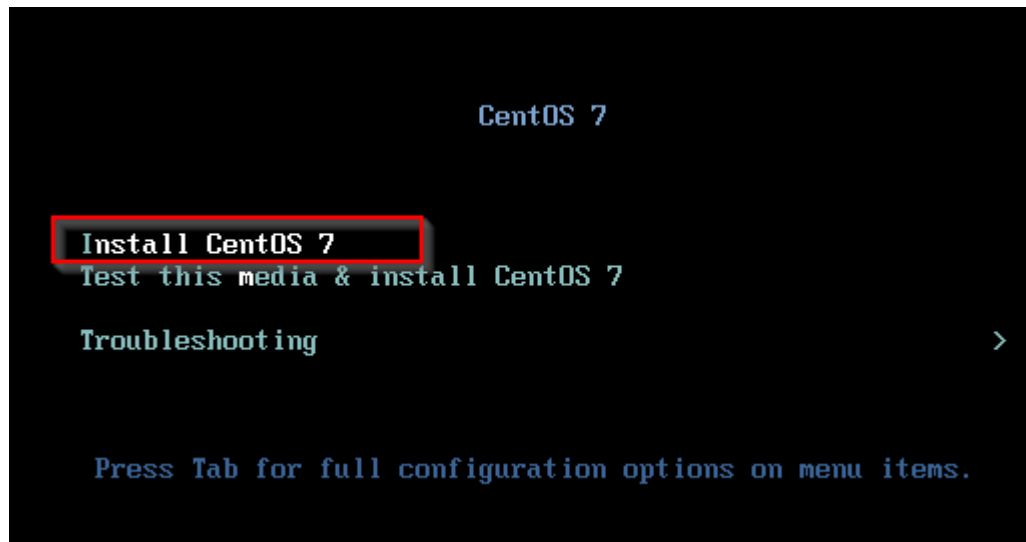 CentOS 7
Install CentOS 7
Test this media & install CentOS 7
Troubleshooting >
Press Tab for full configuration options on menu items.